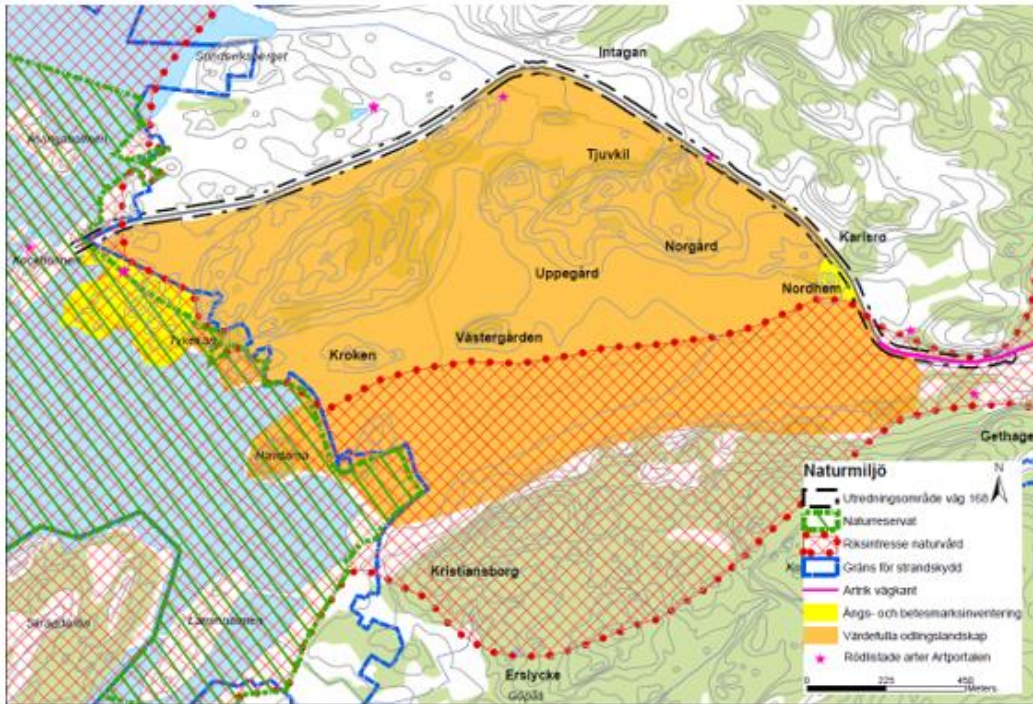 Intagan
Tjuvkil
Karlsro
Norgård
Uppegård
Nordhem
Västergården
Kroken
Gethage
Kristiansborg
Erslycke
Naturmiljö
N
Utredningsområde väg 168
Naturreservat
Riksintresse naturvård
Gräns för strandskydd
Artrik vägkant
Ängs- och betesmarksinventering
Värdefulla odlingslandskap
Rödlistade arter Artportalen
0 225 450
Meters